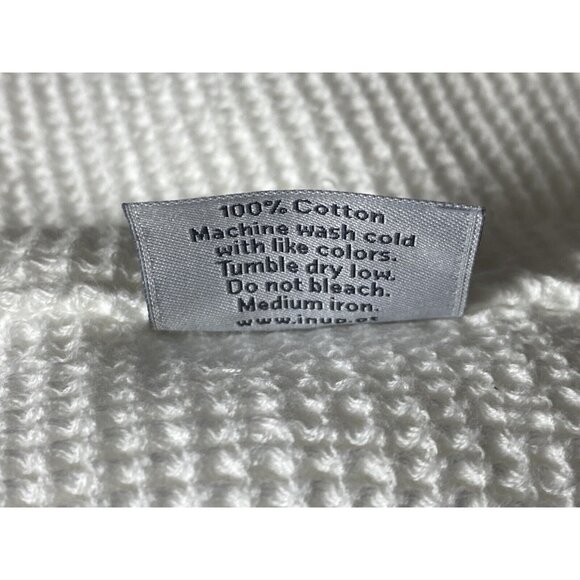 100% Cotton
Machine wash cold
with like colors.
Tumble dry low.
Do not bleach.
Medium iron.